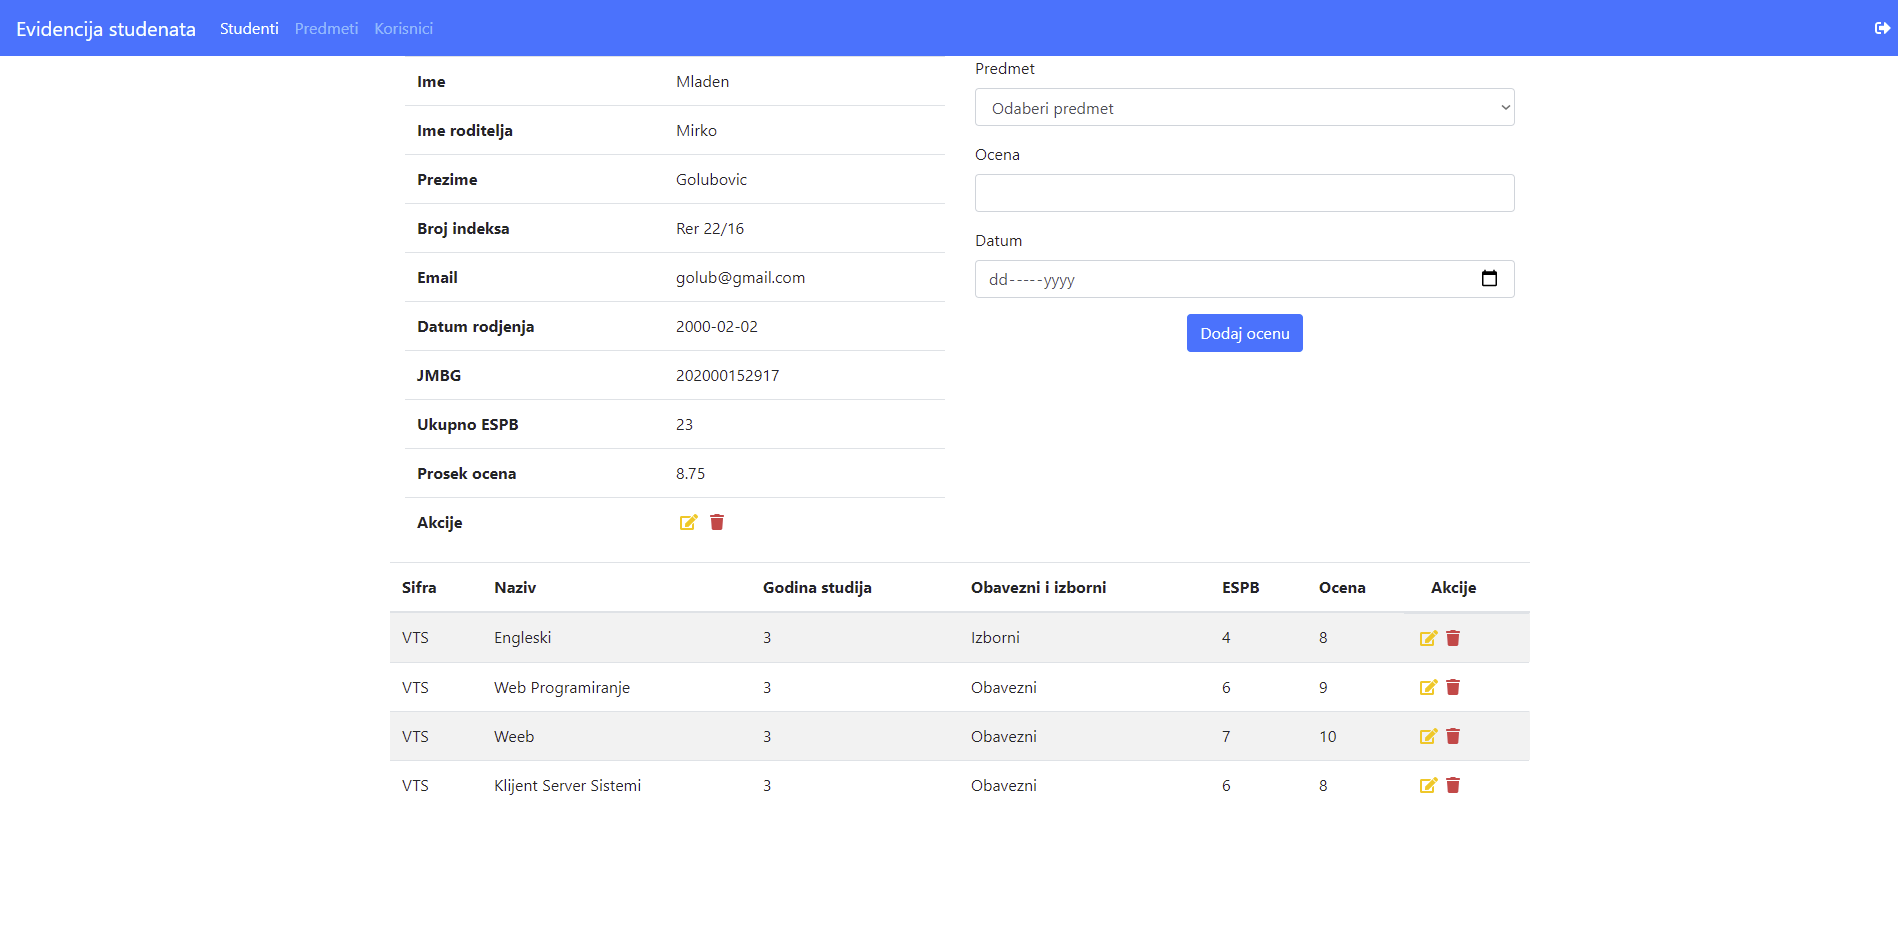 Evidencija studenata Studenti Predmeti Korisnici
Ime Mladen
Ime roditelja Mirko
Prezime Golubovic
Broj indeksa Rer 22/16
Email golub@gmail.com
Datum rodjenja 2000-02-02
JMBG 202000152917
Ukupno ESPB 23
Prosek ocena 8.75
Akcije
Predmet
Odaberi predmet
Ocena
Datum
dd-----yyyy
Dodaj ocenu
Sifra Naziv Godina studija Obavezni i izborni ESPB Ocena Akcije
VTS Engleski 3 Izborni 4 8
VTS Web Programiranje 3 Obavezni 6 9
VTS Weeb 3 Obavezni 7 10
VTS Klijent Server Sistemi 3 Obavezni 6 8